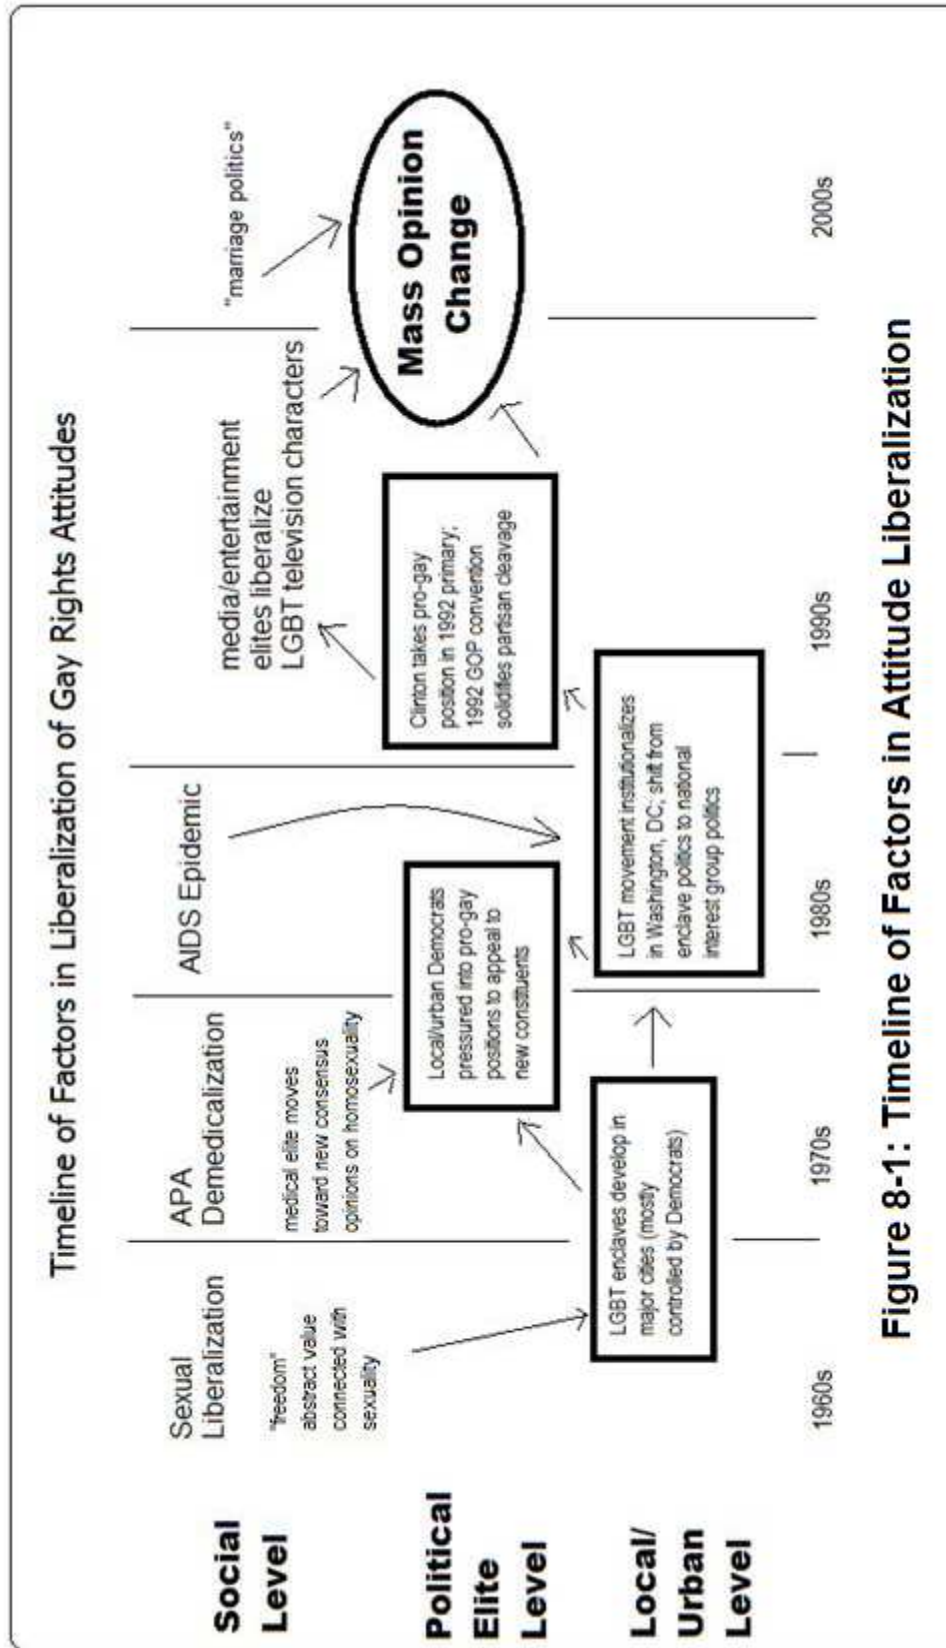 Timeline of Factors in Liberalization of Gay Rights Attitudes
Social
Level
Sexual
Liberalization
"freedom"
abstract value
connected with
sexuality
APA
Demedicalization
medical elite moves
toward new consensus
opinions on homosexuality
AIDS Epidemic
media/entertainment
elites liberalize
LGBT television characters
"marriage politics"
Political
Elite
Level
Local/urban Democrats
pressured into pro-gay
positions to appeal to
new constituents
Clinton takes pro-gay
position in 1992 primary;
1992 GOP convention
solidifies partisan cleavage
Mass Opinion
Change
Local/
Urban
Level
LGBT enclaves develop in
major cities (mostly
controlled by Democrats)
LGBT movement institutionalizes
in Washington, DC; shift from
enclave politics to national
interest group politics
1960s
1970s
1980s
1990s
2000s
Figure 8-1: Timeline of Factors in Attitude Liberalization